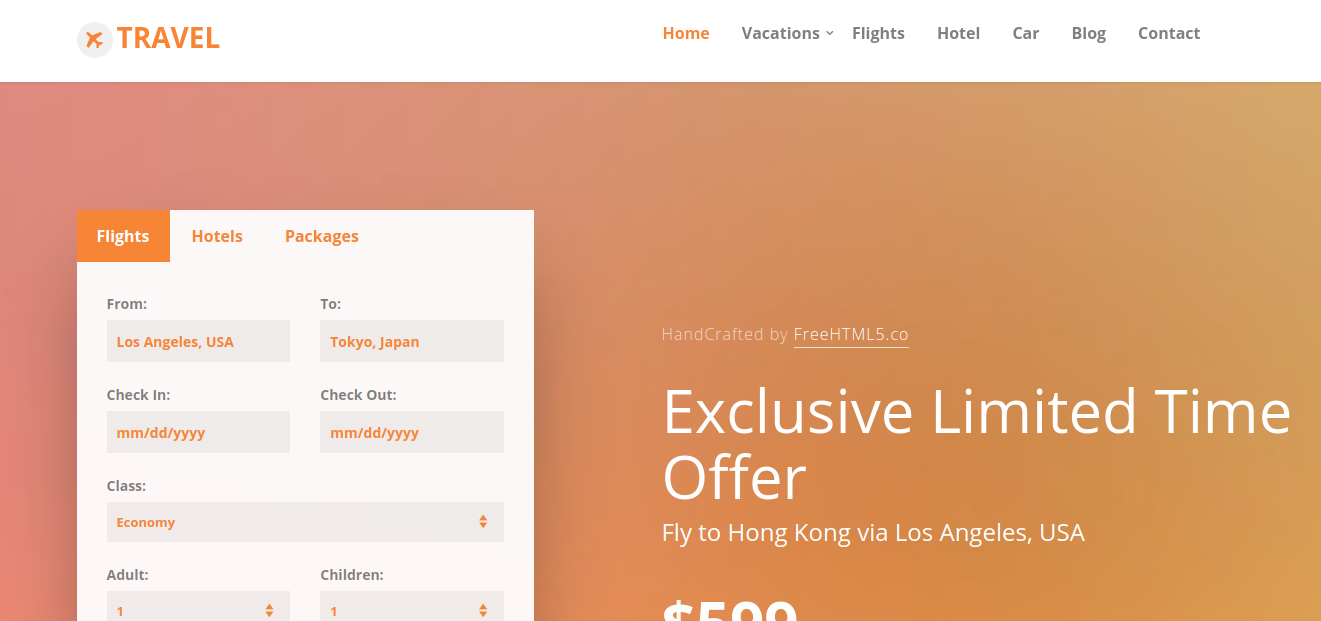 TRAVEL
Home Vacations Flights Hotel Car Blog Contact
Flights Hotels Packages
From: To:
Los Angeles, USA Tokyo, Japan
Check In: Check Out:
mm/dd/yyyy mm/dd/yyyy
Class:
Economy
Adult: Children:
1 1
HandCrafted by FreeHTML5.co
Exclusive Limited Time
Offer
Fly to Hong Kong via Los Angeles, USA
$599